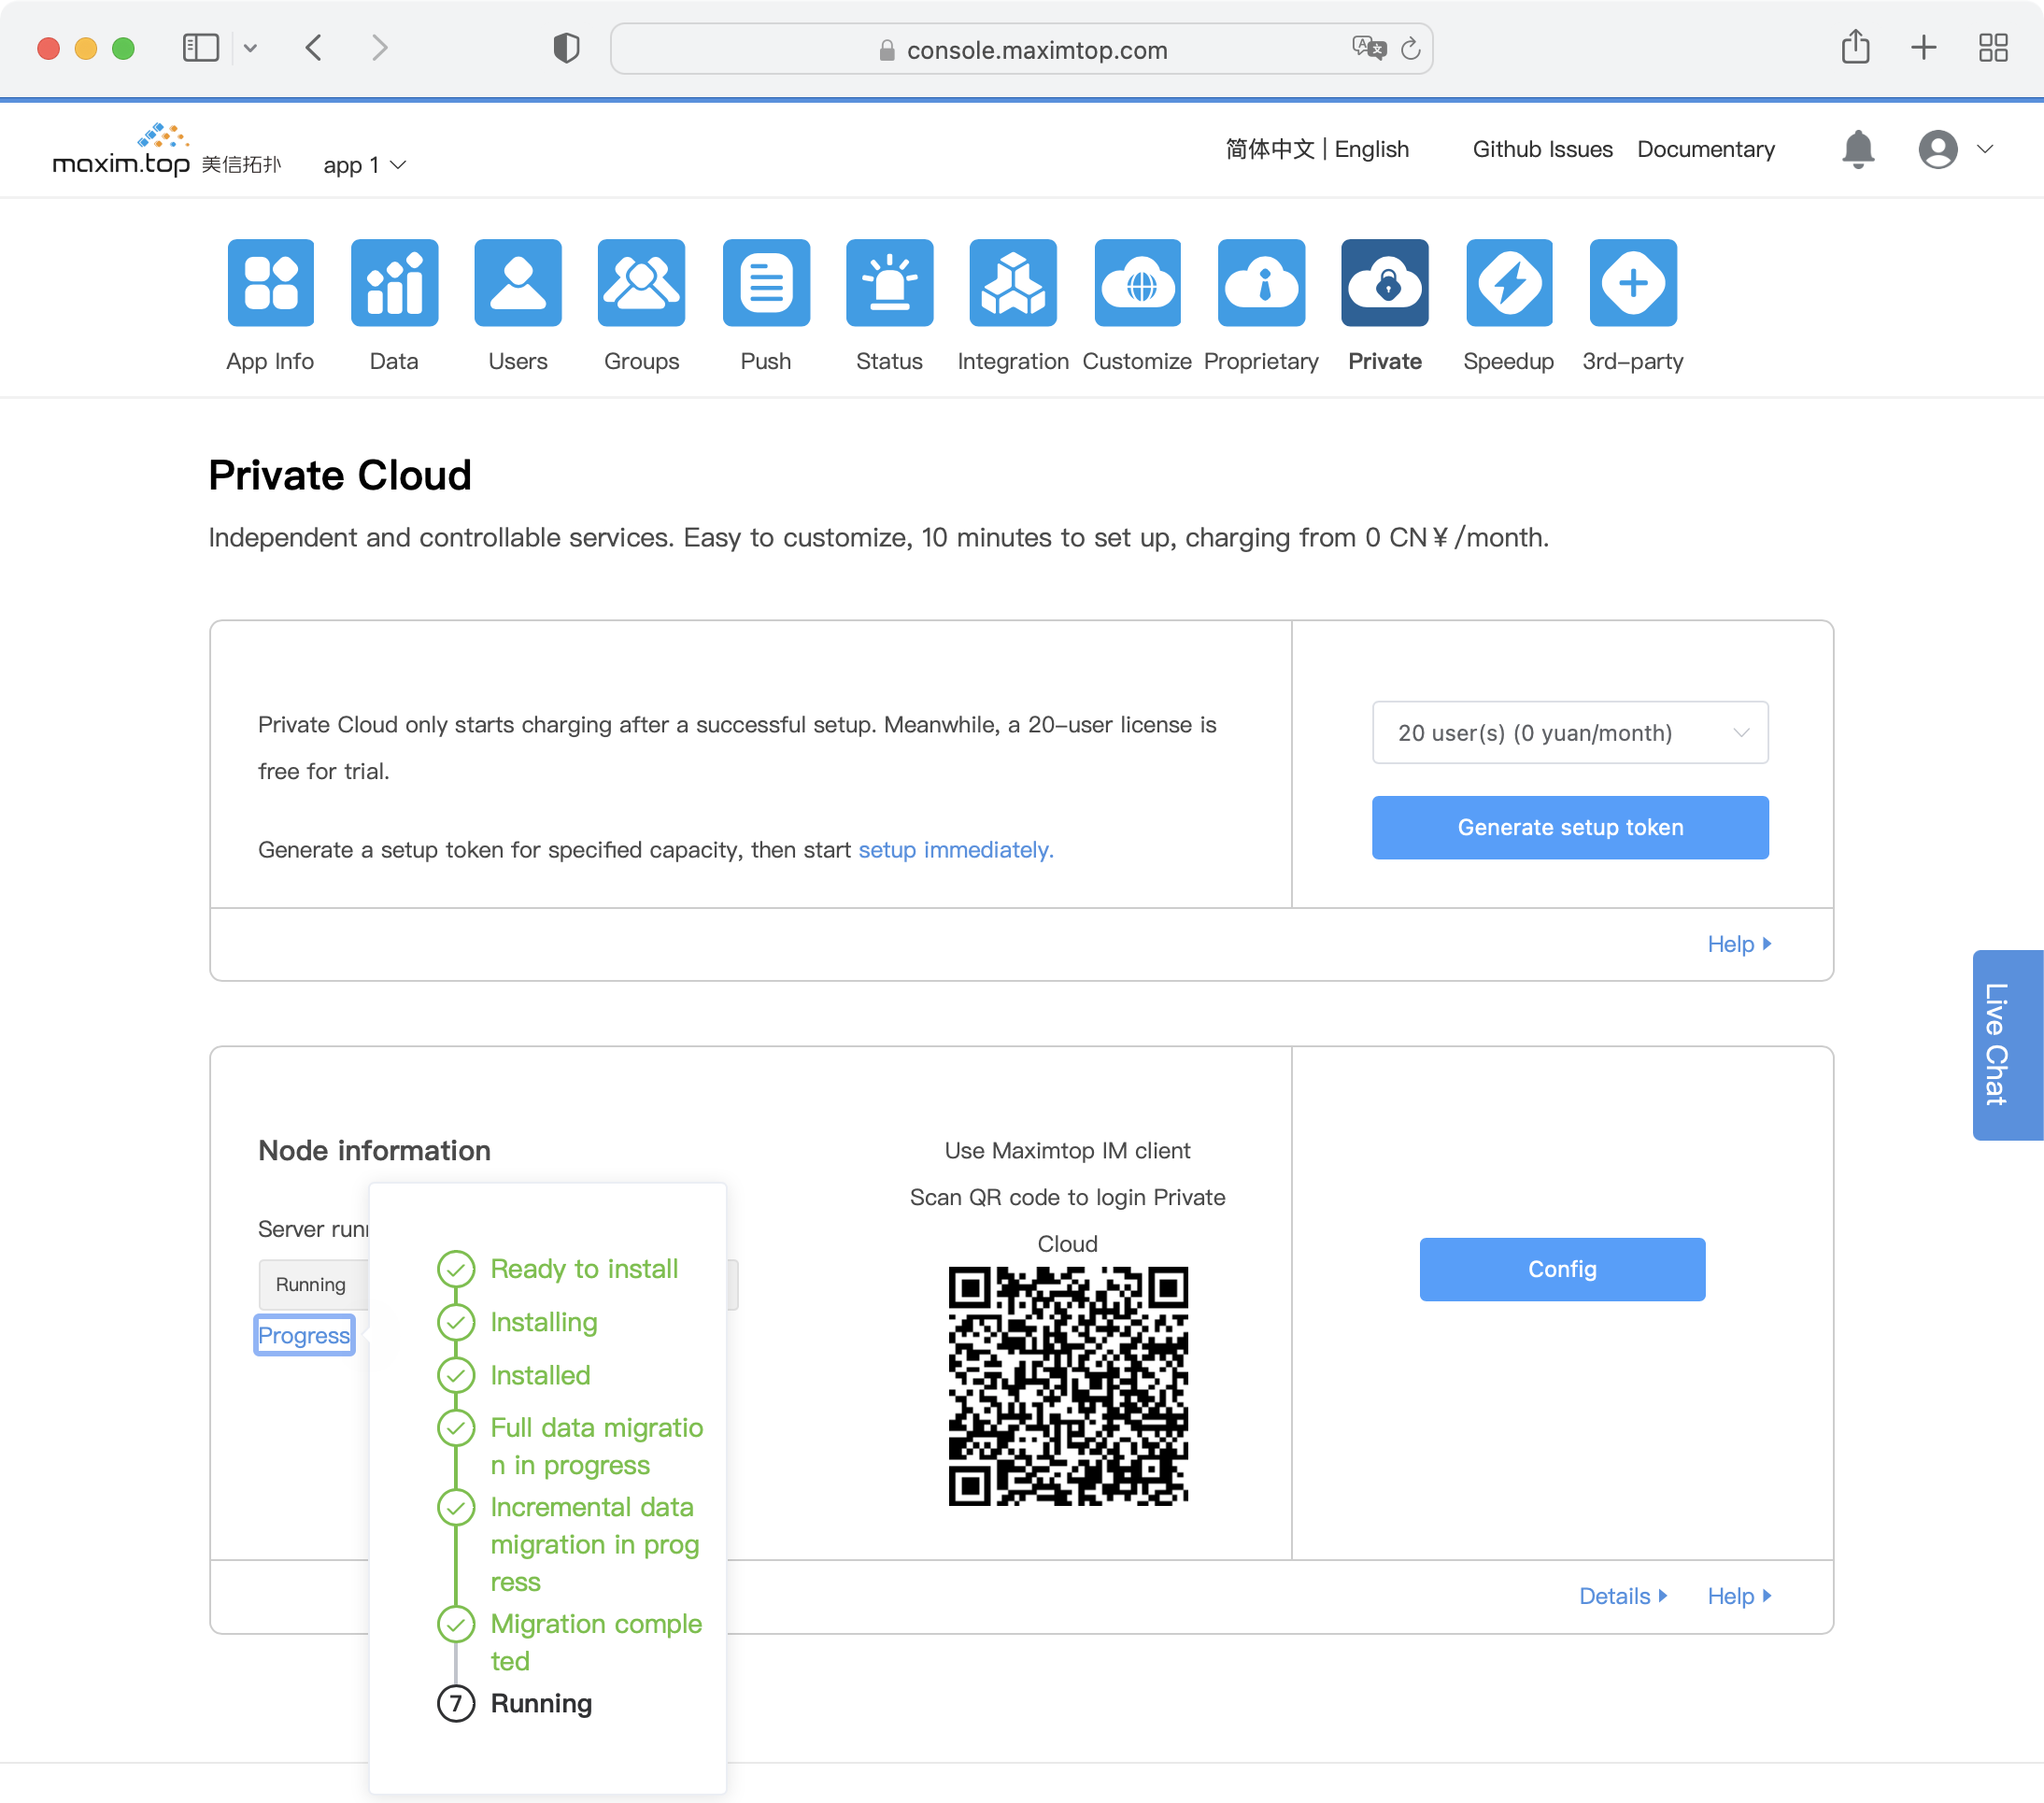 console.maximtop.com
maxim.top 美信拓扑
app 1
简体中文 | English
Github Issues
Documentary
App Info
Data
Users
Groups
Push
Status
Integration
Customize
Proprietary
Private
Speedup
3rd-party
Private Cloud
Independent and controllable services. Easy to customize, 10 minutes to set up, charging from 0 CN¥/month.
Private Cloud only starts charging after a successful setup. Meanwhile, a 20-user license is
free for trial.
Generate a setup token for specified capacity, then start setup immediately.
20 user(s) (0 yuan/month)
Generate setup token
Help
Live Chat
Node information
Server run
Running
Progress
Ready to install
Installing
Installed
Full data migratio
n in progress
Incremental data
migration in prog
ress
Migration comple
ted
7 Running
Use Maximtop IM client
Scan QR code to login Private
Cloud
Config
Details
Help